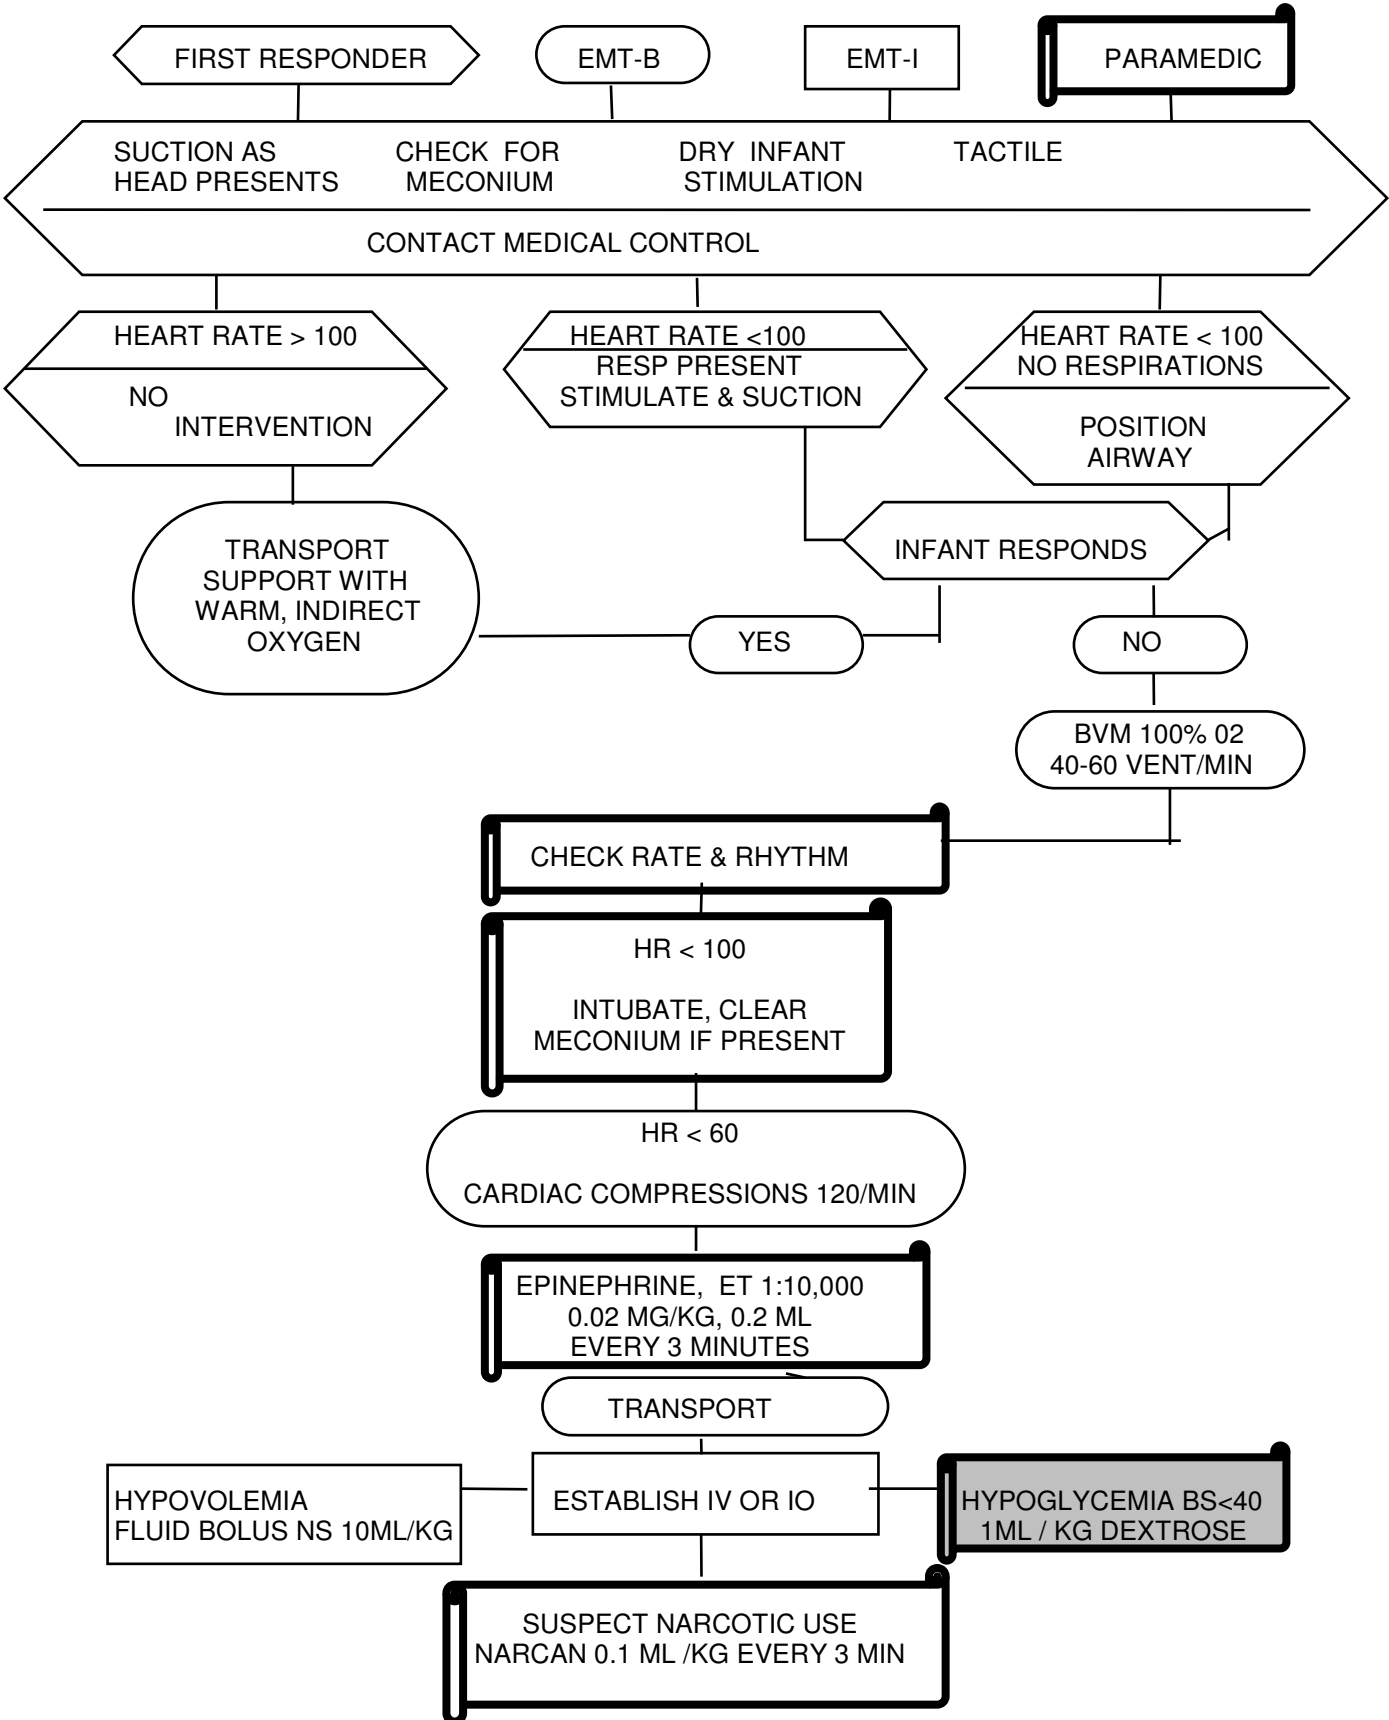 FIRST RESPONDER
EMT-B
EMT-I
PARAMEDIC
SUCTION AS CHECK FOR DRY INFANT TACTILE
HEAD PRESENTS MECONIUM STIMULATION
CONTACT MEDICAL CONTROL
HEART RATE > 100
NO
INTERVENTION
HEART RATE <100
RESP PRESENT
STIMULATE & SUCTION
HEART RATE < 100
NO RESPIRATIONS
POSITION
AIRWAY
TRANSPORT
SUPPORT WITH
WARM, INDIRECT
OXYGEN
INFANT RESPONDS
YES
NO
BVM 100% 02
40-60 VENT/MIN
CHECK RATE & RHYTHM
HR < 100
INTUBATE, CLEAR
MECONIUM IF PRESENT
HR < 60
CARDIAC COMPRESSIONS 120/MIN
EPINEPHRINE, ET 1:10,000
0.02 MG/KG, 0.2 ML
EVERY 3 MINUTES
TRANSPORT
HYPOVOLEMIA
FLUID BOLUS NS 10ML/KG
ESTABLISH IV OR IO
HYPOGLYCEMIA BS<40
1ML / KG DEXTROSE
SUSPECT NARCOTIC USE
NARCAN 0.1 ML /KG EVERY 3 MIN